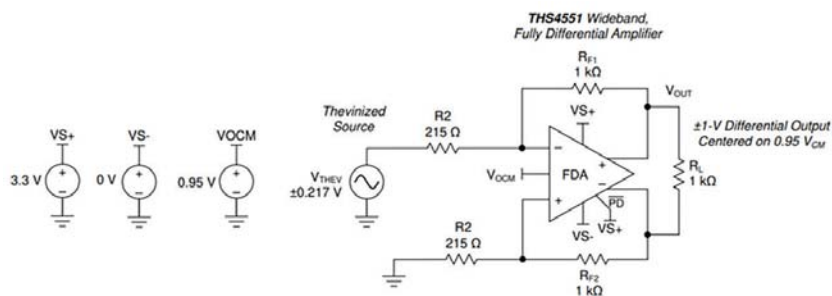 THS4551 Wideband,
Fully Differential Amplifier
RF1
1 kΩ
VOUT
VS+
Thevinized
Source
R2
215 Ω
±1-V Differential Output
Centered on 0.95 VCM
VS+
VS-
VOCM
3.3 V
0 V
0.95 V
+
−
+
−
+
−
VTHEV
±0.217 V
VOCM
−
+
FDA
+
−
RL
1 kΩ
PD
VS+
VS-
R2
215 Ω
RF2
1 kΩ